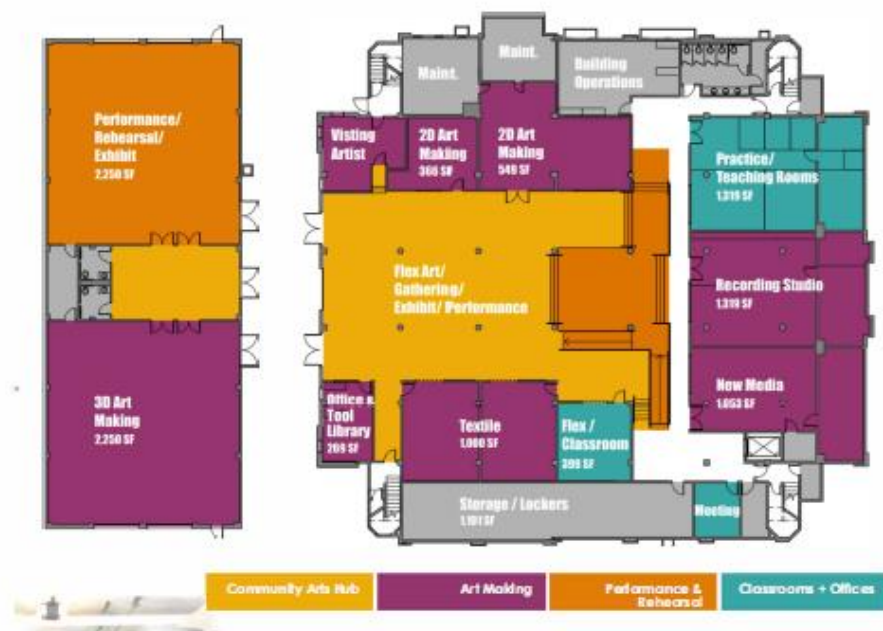 Performance/
Rehearsal/
Exhibit
2,250 SF
3D Art
Making
2,250 SF
Maint.
Maint.
Building
Operations
Visting
Artist
2D Art
Making
366 SF
2D Art
Making
549 SF
Practice/
Teaching Rooms
1,319 SF
Flex Art/
Gathering/
Exhibit/ Performance
Recording Studio
1,319 SF
New Media
1,053 SF
Office &
Tool
Library
269 SF
Textile
1,000 SF
Flex /
Classroom
399 SF
Storage / Lockers
1,191 SF
Meeting
Community Arts Hub
Art Making
Performance &
Rehearsal
Classrooms + Offices